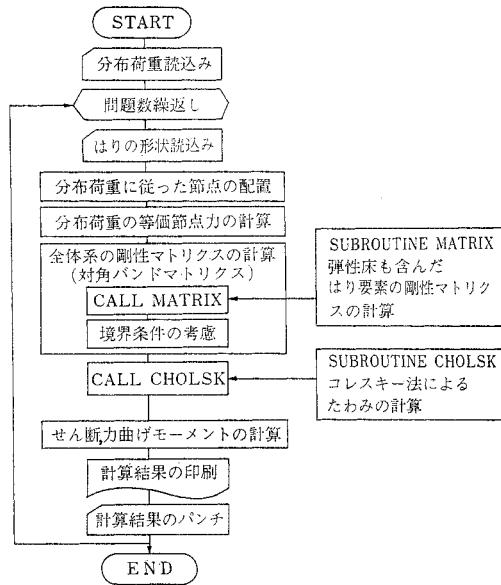 START
分布荷重読込み
問題数繰返し
はりの形状読込み
分布荷重に従った節点の配置
分布荷重の等価節点力の計算
全体系の剛性マトリクスの計算
(対角バンドマトリクス)
CALL MATRIX
境界条件の考慮
CALL CHOLSK
せん断,力曲げモーメントの計算
計算結果の印刷
計算結果のパンチ
END
SUBROUTINE MATRIX
弾性床も含んだ
はり要素の剛性マトリク
スの計算
SUBROUTINE CHOLSK
コレスキー法による
たわみの計算